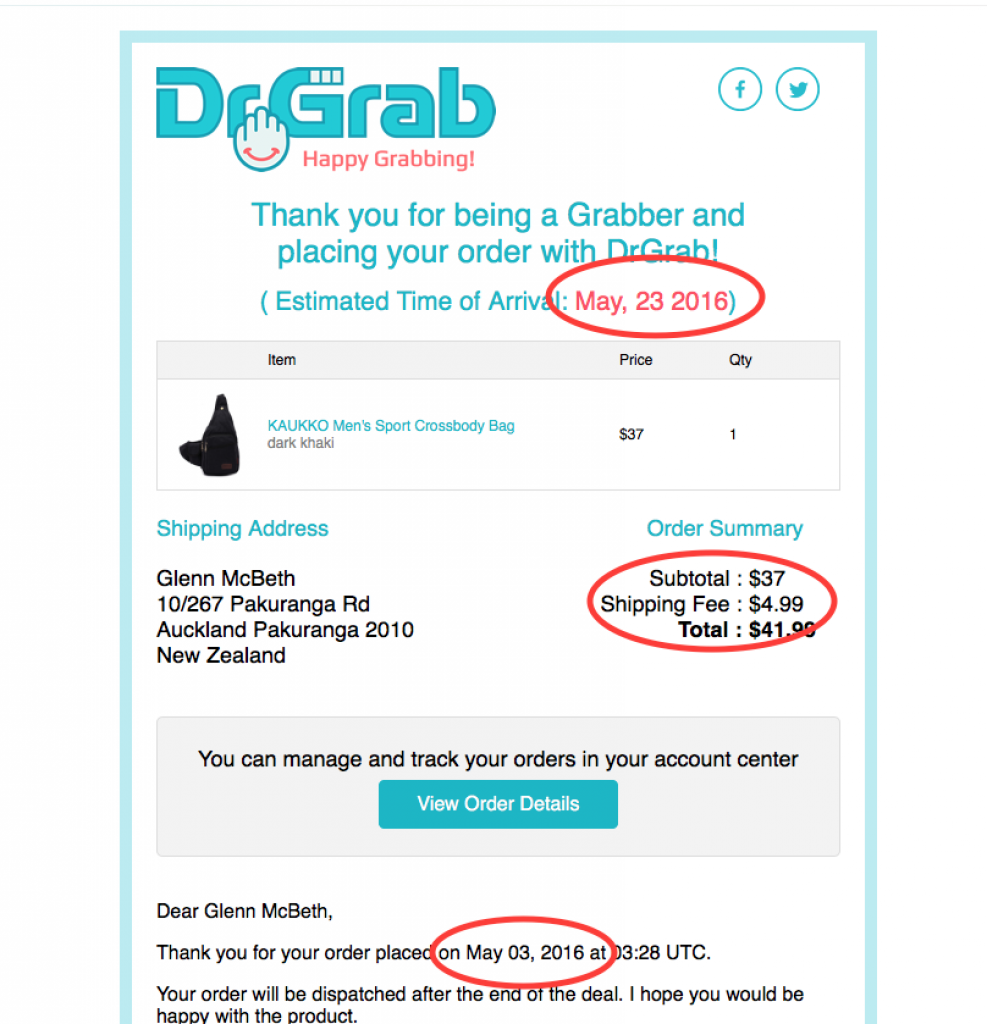 DrGrab
Happy Grabbing!
Thank you for being a Grabber and
placing your order with DrGrab!
( Estimated Time of Arrival: May, 23 2016)
Item Price Qty
KAUKKO Men's Sport Crossbody Bag
dark khaki
$37 1
Shipping Address
Glenn McBeth
10/267 Pakuranga Rd
Auckland Pakuranga 2010
New Zealand
Order Summary
Subtotal : $37
Shipping Fee : $4.99
Total : $41.99
You can manage and track your orders in your account center
View Order Details
Dear Glenn McBeth,
Thank you for your order placed on May 03, 2016 at 03:28 UTC.
Your order will be dispatched after the end of the deal. I hope you would be
happy with the product.